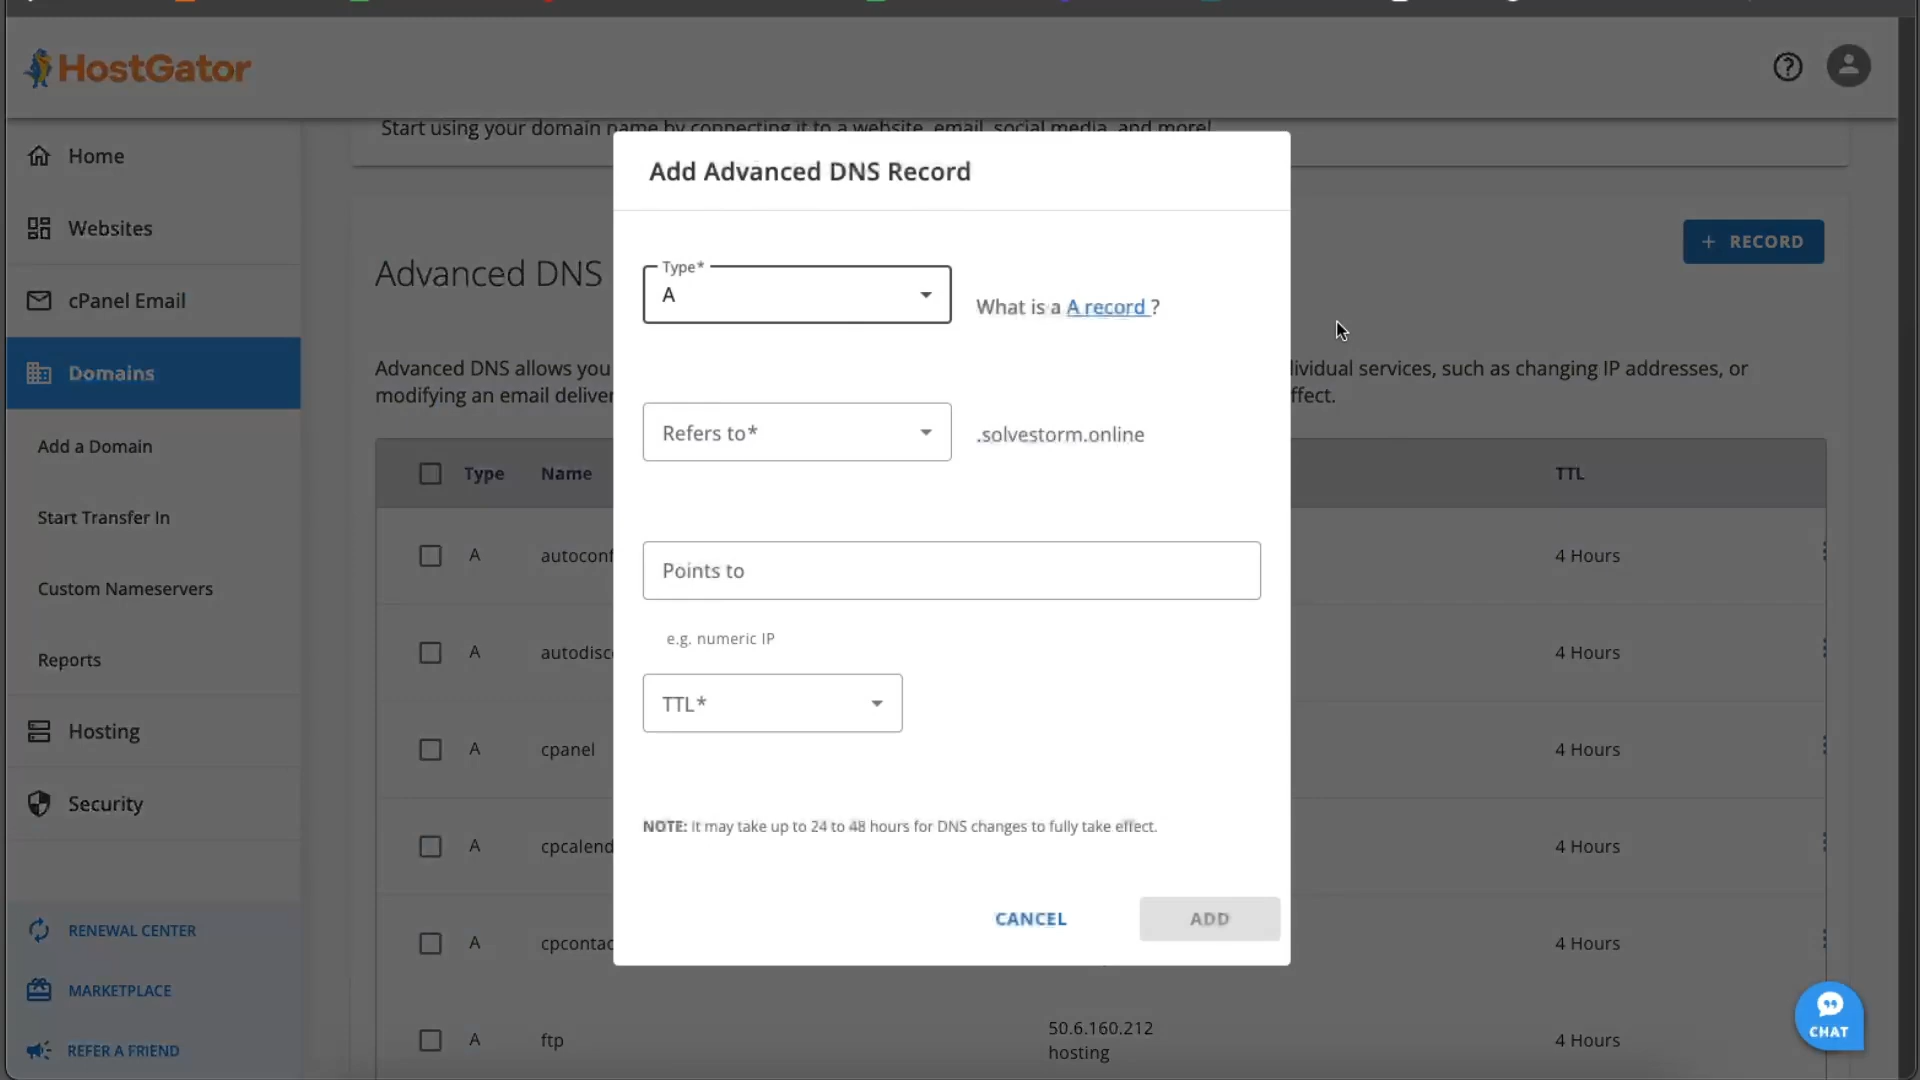 HostGator
Start using your domain name by connecting it to a website, email, social media, and more!
Home
Websites
cPanel Email
Domains
Add a Domain
Start Transfer In
Custom Nameservers
Reports
Hosting
Security
RENEWAL CENTER
MARKETPLACE
REFER A FRIEND
Advanced DNS
+ RECORD
Advanced DNS allows you
lividual services, such as changing IP addresses, or
modifying an email deliver
ffect.
Type Name TTL
A autoconf 4 Hours
A autodisc 4 Hours
A cpanel 4 Hours
A cpcalend 4 Hours
A cpcontac 4 Hours
A ftp 50.6.160.212 4 Hours
hosting
Add Advanced DNS Record
Type*
A
What is a A record ?
Refers to*
.solvestorm.online
Points to
e.g. numeric IP
TTL*
NOTE: It may take up to 24 to 48 hours for DNS changes to fully take effect.
CANCEL
ADD
CHAT